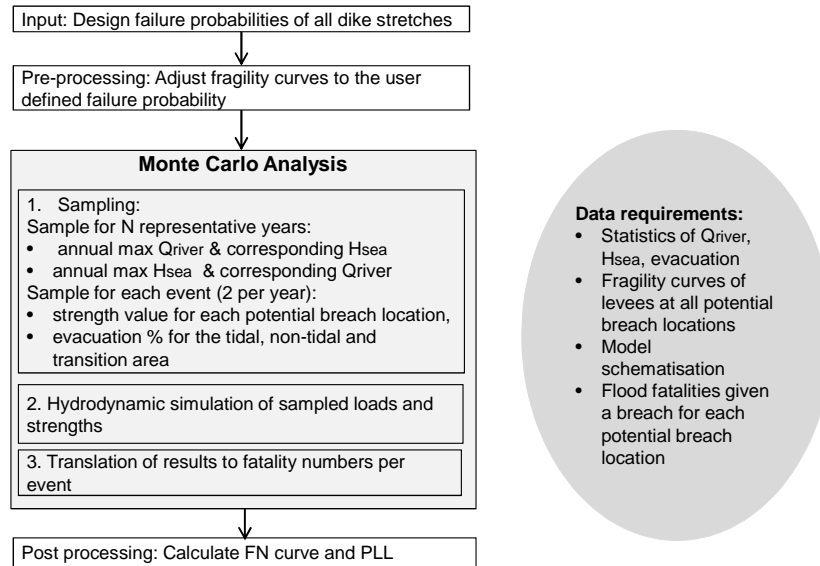 Input: Design failure probabilities of all dike stretches
Pre-processing: Adjust fragility curves to the user
defined failure probability
Monte Carlo Analysis
1. Sampling:
Sample for N representative years:
• annual max Qriver & corresponding Hsea
• annual max Hsea & corresponding Qriver
Sample for each event (2 per year):
• strength value for each potential breach location,
• evacuation % for the tidal, non-tidal and
transition area
2. Hydrodynamic simulation of sampled loads and
strengths
3. Translation of results to fatality numbers per
event
Post processing: Calculate FN curve and PLL
Data requirements:
• Statistics of Qriver,
Hsea, evacuation
• Fragility curves of
levees at all potential
breach locations
• Model
schematisation
• Flood fatalities given
a breach for each
potential breach
location